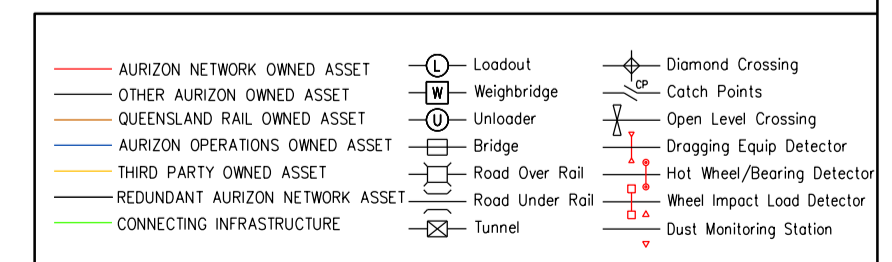 AURIZON NETWORK OWNED ASSET
OTHER AURIZON OWNED ASSET
QUEENSLAND RAIL OWNED ASSET
AURIZON OPERATIONS OWNED ASSET
THIRD PARTY OWNED ASSET
REDUNDANT AURIZON NETWORK ASSET
CONNECTING INFRASTRUCTURE
L Loadout
W Weighbridge
U Unloader
Bridge
Road Over Rail
Road Under Rail
Tunnel
Diamond Crossing
CP Catch Points
Open Level Crossing
Dragging Equip Detector
Hot Wheel/Bearing Detector
Wheel Impact Load Detector
Dust Monitoring Station